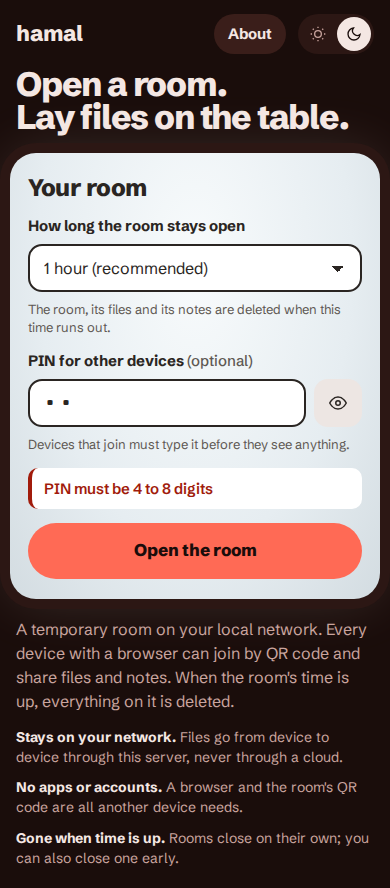 hamal
About
Open a room.
Lay files on the table.
Your room
How long the room stays open
1 hour (recommended)
The room, its files and its notes are deleted when this
time runs out.
PIN for other devices (optional)
Devices that join must type it before they see anything.
PIN must be 4 to 8 digits
Open the room
A temporary room on your local network. Every
device with a browser can join by QR code and
share files and notes. When the room's time is
up, everything on it is deleted.
Stays on your network. Files go from device to
device through this server, never through a cloud.
No apps or accounts. A browser and the room's QR
code are all another device needs.
Gone when time is up. Rooms close on their own; you
can also close one early.